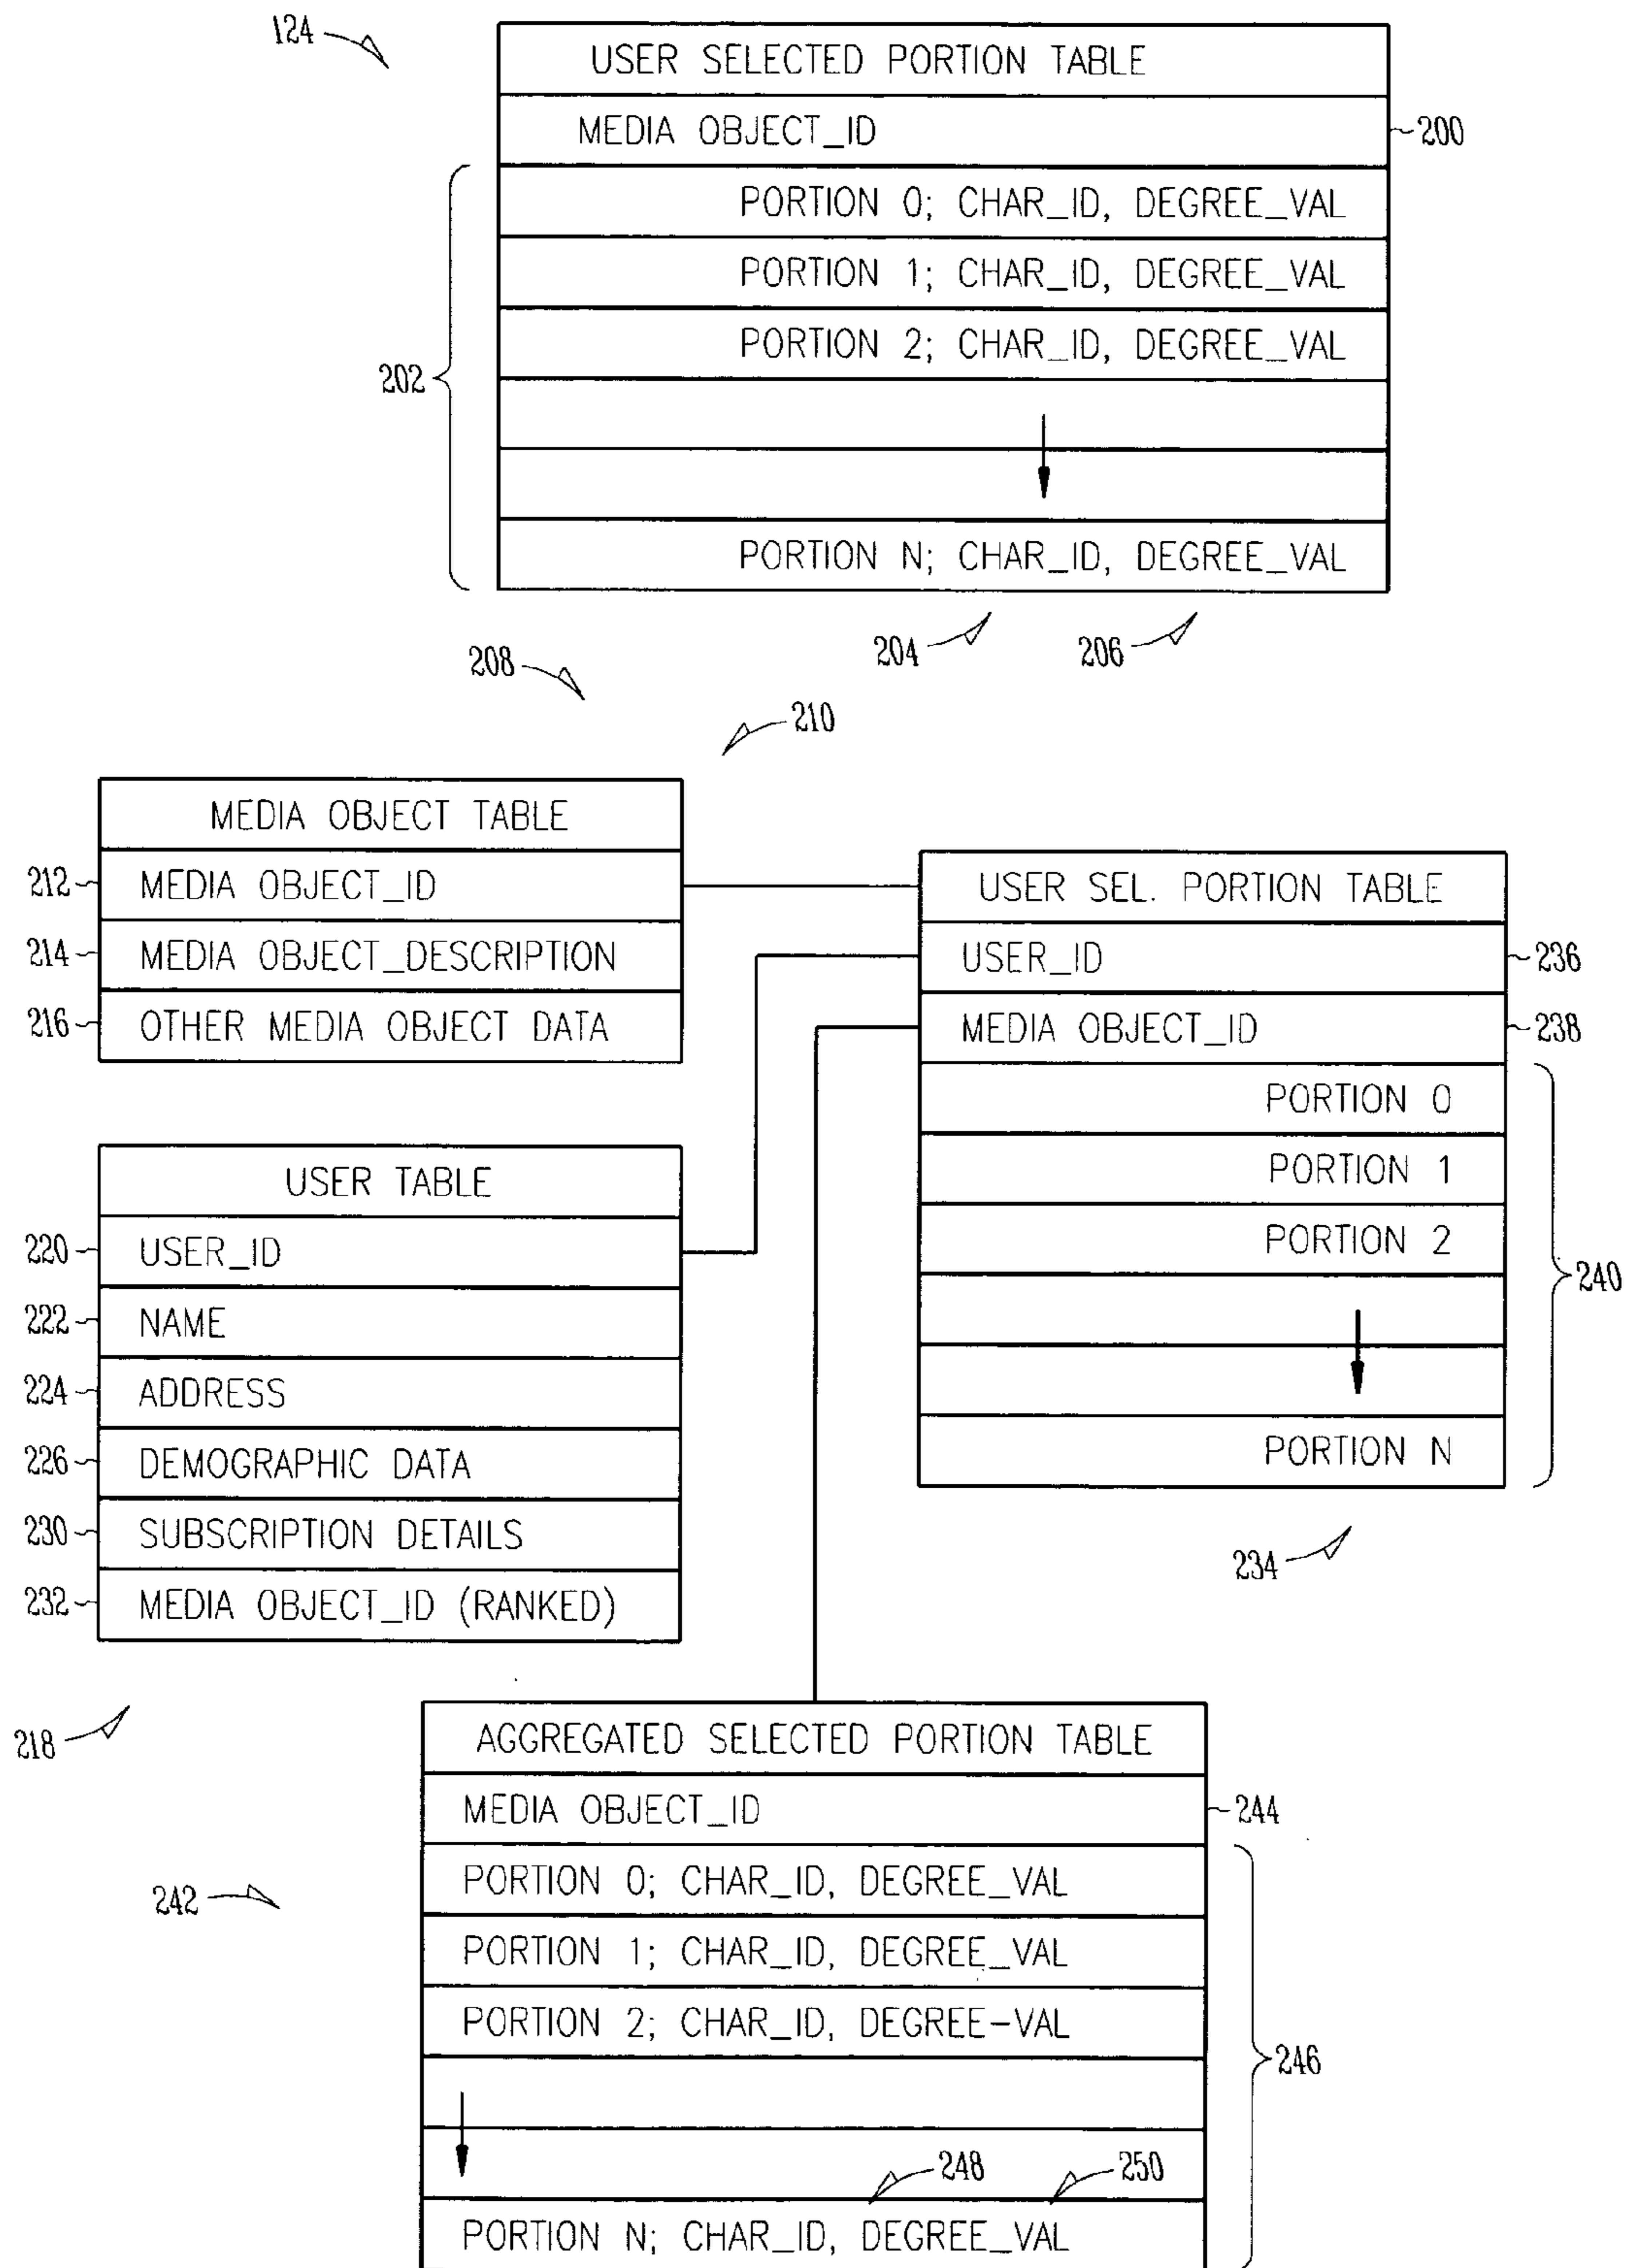 124
USER SELECTED PORTION TABLE
MEDIA OBJECT_ID
200
PORTION 0; CHAR_ID, DEGREE_VAL
PORTION 1; CHAR_ID, DEGREE_VAL
PORTION 2; CHAR_ID, DEGREE_VAL
202
PORTION N; CHAR_ID, DEGREE_VAL
204
206
208
210
MEDIA OBJECT TABLE
212
MEDIA OBJECT_ID
214
MEDIA OBJECT_DESCRIPTION
216
OTHER MEDIA OBJECT DATA
USER SEL. PORTION TABLE
USER_ID
236
MEDIA OBJECT_ID
238
PORTION 0
PORTION 1
PORTION 2
240
PORTION N
234
USER TABLE
220
USER_ID
222
NAME
224
ADDRESS
226
DEMOGRAPHIC DATA
230
SUBSCRIPTION DETAILS
232
MEDIA OBJECT_ID (RANKED)
218
AGGREGATED SELECTED PORTION TABLE
MEDIA OBJECT_ID
244
242
PORTION 0; CHAR_ID, DEGREE_VAL
PORTION 1; CHAR_ID, DEGREE_VAL
PORTION 2; CHAR_ID, DEGREE-VAL
246
248
250
PORTION N; CHAR_ID, DEGREE_VAL